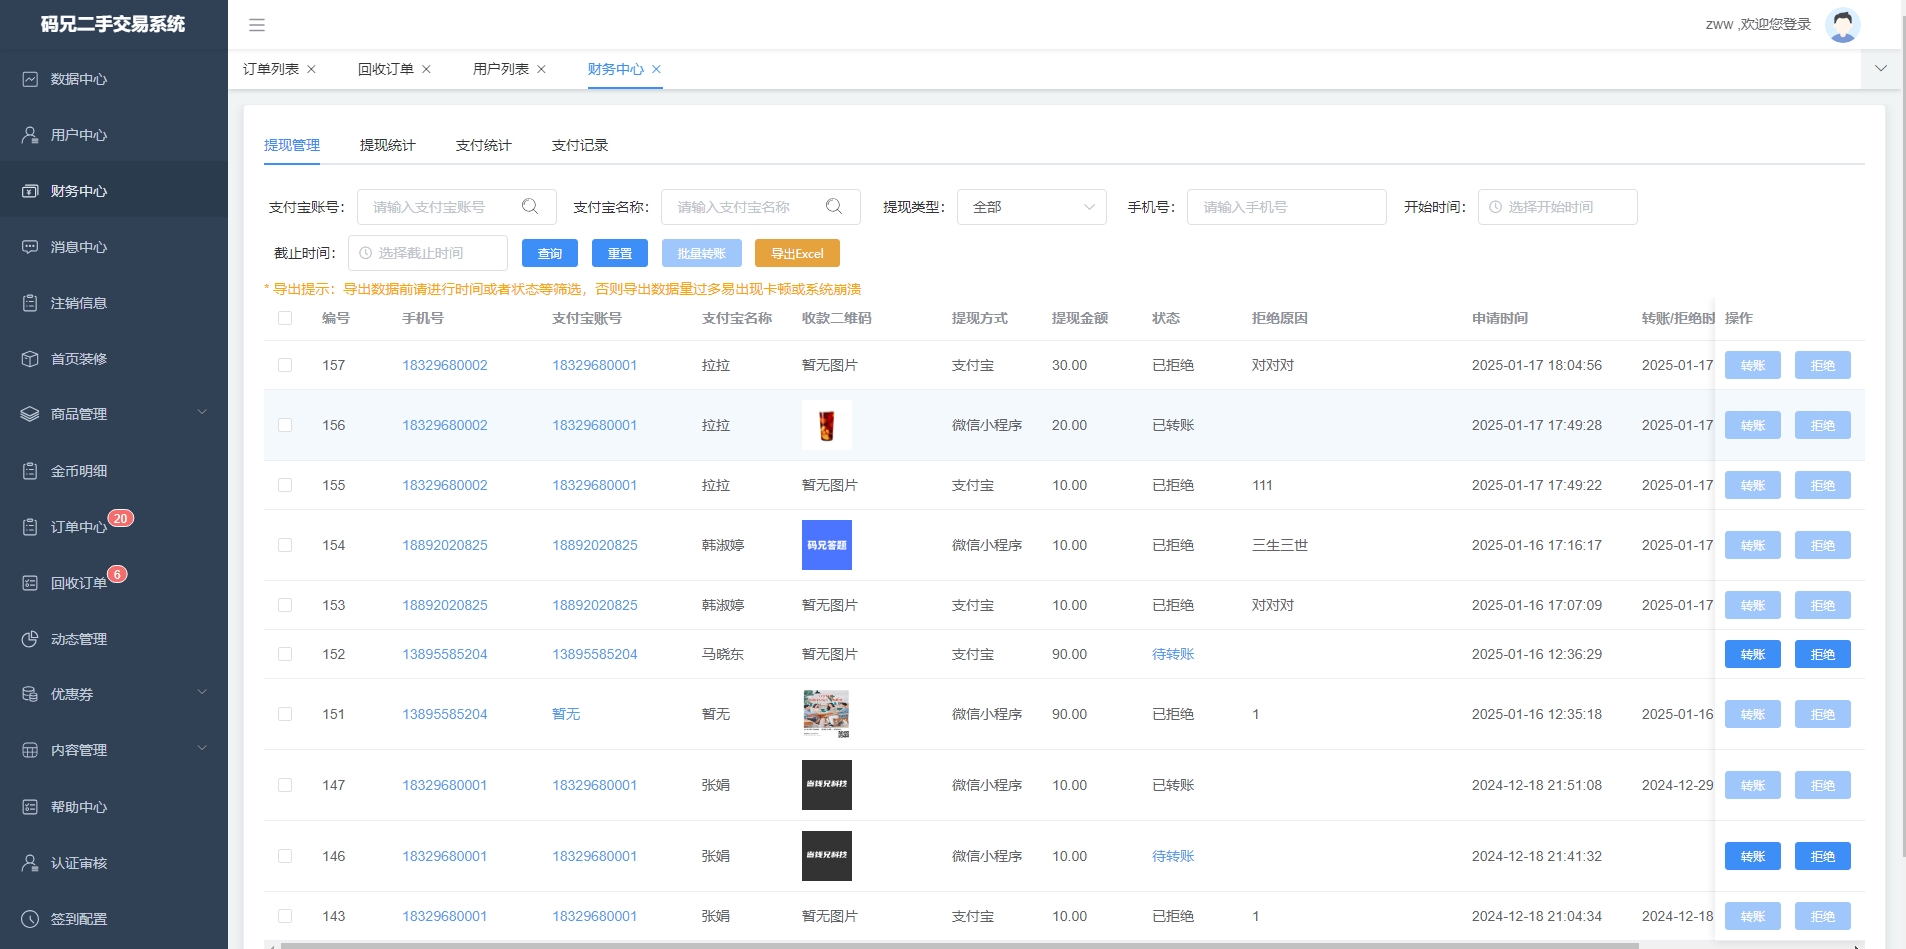 码兄二手交易系统
zww ,欢迎您登录
数据中心
用户中心
财务中心
消息中心
注销信息
首页装修
商品管理
金币明细
订单中心 20
回收订单 6
动态管理
优惠券
内容管理
帮助中心
认证审核
签到配置
订单列表 回收订单 用户列表 财务中心
提现管理 提现统计 支付统计 支付记录
支付宝账号： 请输入支付宝账号 支付宝名称： 请输入支付宝名称 提现类型： 全部 手机号： 请输入手机号 开始时间： 选择开始时间
截止时间： 选择截止时间 查询 重置 批量转账 导出Excel
* 导出提示：导出数据前请进行时间或者状态等筛选，否则导出数据量过多易出现卡顿或系统崩溃
编号 手机号 支付宝账号 支付宝名称 收款二维码 提现方式 提现金额 状态 拒绝原因 申请时间 转账/拒绝时 操作
157 18329680002 18329680001 拉拉 暂无图片 支付宝 30.00 已拒绝 对对对 2025-01-17 18:04:56 2025-01-17 转账 拒绝
156 18329680002 18329680001 拉拉 微信小程序 20.00 已转账 2025-01-17 17:49:28 2025-01-17 转账 拒绝
155 18329680002 18329680001 拉拉 暂无图片 支付宝 10.00 已拒绝 111 2025-01-17 17:49:22 2025-01-17 转账 拒绝
154 18892020825 18892020825 韩淑婷 码兄答题 微信小程序 10.00 已拒绝 三生三世 2025-01-16 17:16:17 2025-01-17 转账 拒绝
153 18892020825 18892020825 韩淑婷 暂无图片 支付宝 10.00 已拒绝 对对对 2025-01-16 17:07:09 2025-01-17 转账 拒绝
152 13895585204 13895585204 马晓东 暂无图片 支付宝 90.00 待转账 2025-01-16 12:36:29 转账 拒绝
151 13895585204 暂无 暂无 微信小程序 90.00 已拒绝 1 2025-01-16 12:35:18 2025-01-16 转账 拒绝
147 18329680001 18329680001 张娟 微信小程序 10.00 已转账 2024-12-18 21:51:08 2024-12-29 转账 拒绝
146 18329680001 18329680001 张娟 微信小程序 10.00 待转账 2024-12-18 21:41:32 转账 拒绝
143 18329680001 18329680001 张娟 暂无图片 支付宝 10.00 已拒绝 1 2024-12-18 21:04:34 2024-12-18 转账 拒绝